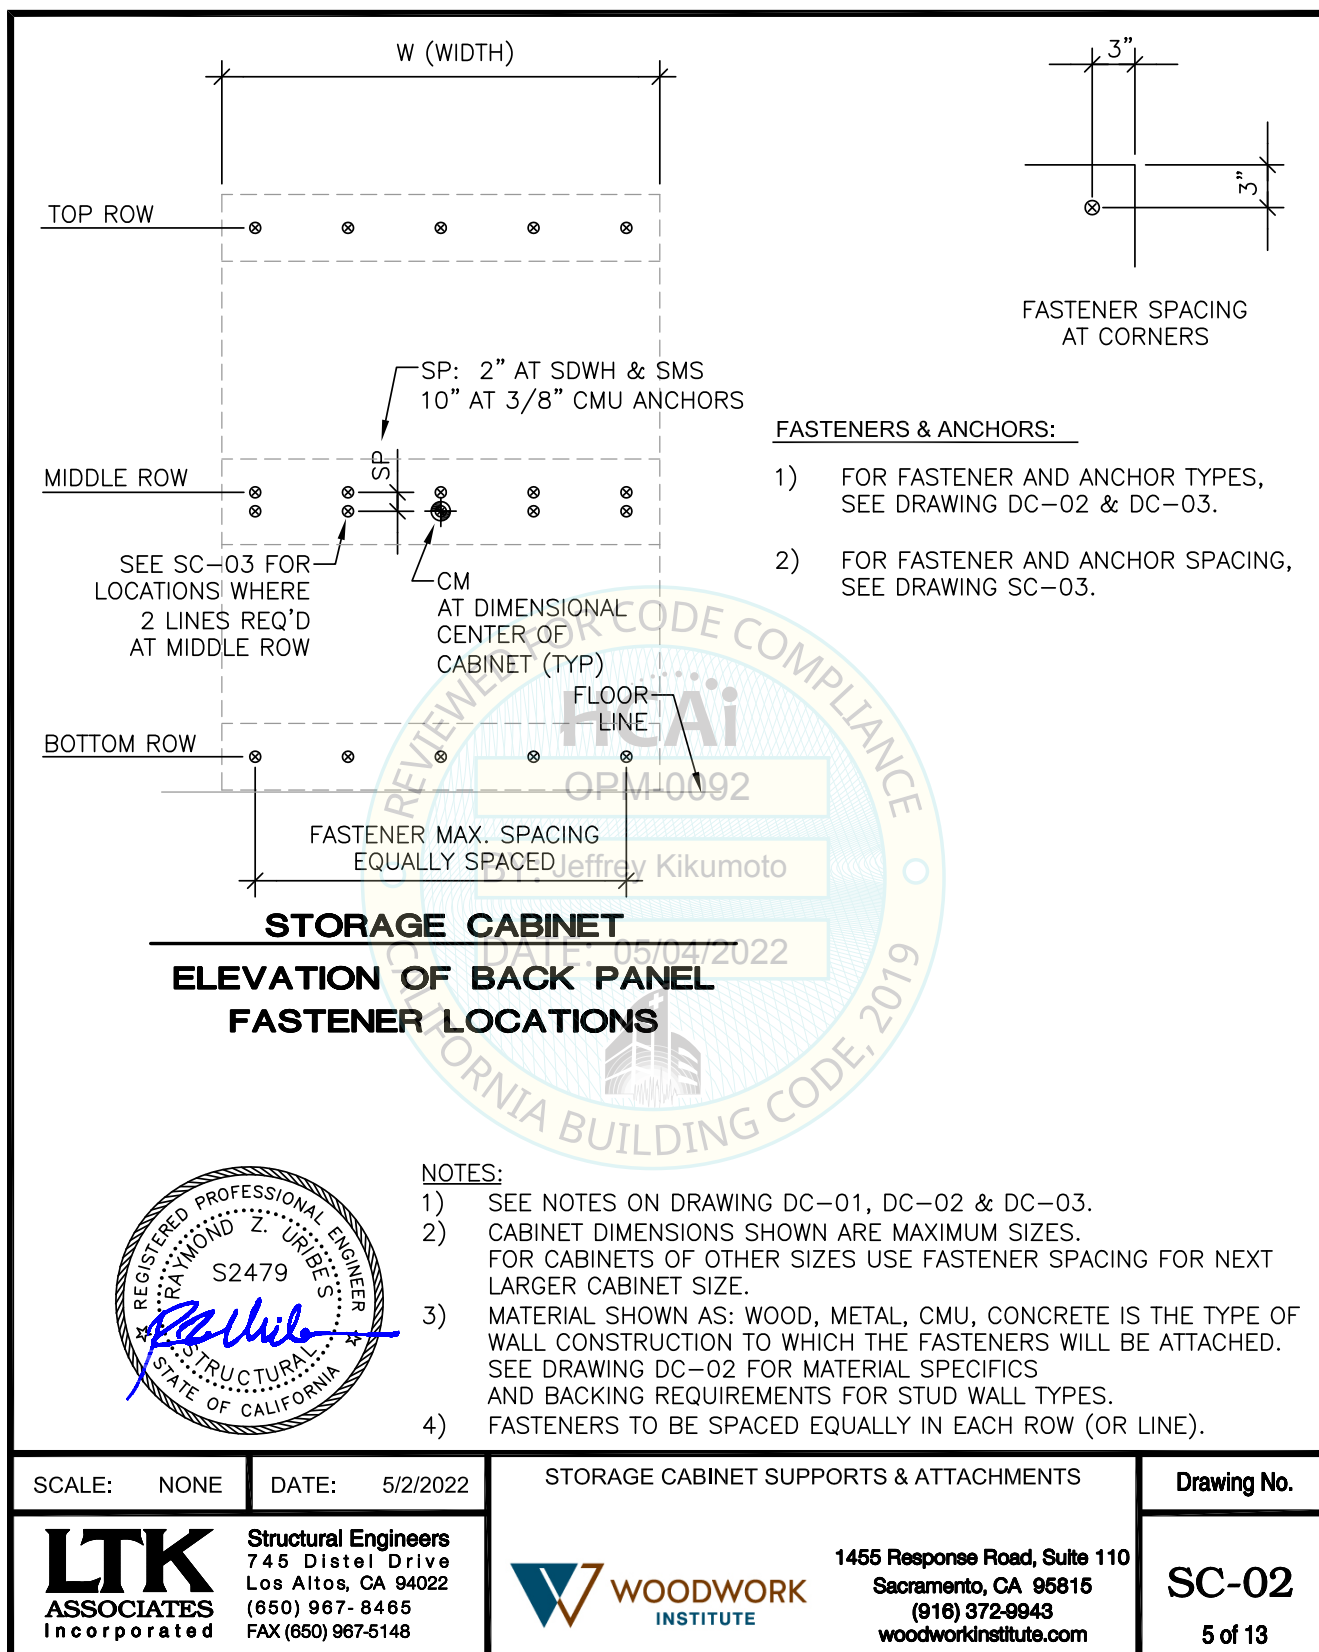 W (WIDTH)
3"
3"
TOP ROW
FASTENER SPACING
AT CORNERS
SP: 2" AT SDWH & SMS
10" AT 3/8" CMU ANCHORS
SP
MIDDLE ROW
FASTENERS & ANCHORS:
1) FOR FASTENER AND ANCHOR TYPES,
SEE DRAWING DC-02 & DC-03.
2) FOR FASTENER AND ANCHOR SPACING,
SEE DRAWING SC-03.
SEE SC-03 FOR
LOCATIONS WHERE
2 LINES REQ'D
AT MIDDLE ROW
CM
AT DIMENSIONAL
CENTER OF
CABINET (TYP)
FLOOR
LINE
BOTTOM ROW
FASTENER MAX. SPACING
EQUALLY SPACED
REVIEWED FOR CODE COMPLIANCE
HCAi
OPM-0092
BY: Jeffrey Kikumoto
DATE: 05/04/2022
CALIFORNIA BUILDING CODE, 2019
STORAGE CABINET
ELEVATION OF BACK PANEL
FASTENER LOCATIONS
NOTES:
1) SEE NOTES ON DRAWING DC-01, DC-02 & DC-03.
2) CABINET DIMENSIONS SHOWN ARE MAXIMUM SIZES.
FOR CABINETS OF OTHER SIZES USE FASTENER SPACING FOR NEXT
LARGER CABINET SIZE.
3) MATERIAL SHOWN AS: WOOD, METAL, CMU, CONCRETE IS THE TYPE OF
WALL CONSTRUCTION TO WHICH THE FASTENERS WILL BE ATTACHED.
SEE DRAWING DC-02 FOR MATERIAL SPECIFICS
AND BACKING REQUIREMENTS FOR STUD WALL TYPES.
4) FASTENERS TO BE SPACED EQUALLY IN EACH ROW (OR LINE).
REGISTERED PROFESSIONAL ENGINEER
RAYMOND Z. URIBE S
S2479
STRUCTURAL
STATE OF CALIFORNIA
SCALE: NONE
DATE: 5/2/2022
STORAGE CABINET SUPPORTS & ATTACHMENTS
Drawing No.
LTK
ASSOCIATES
Incorporated
Structural Engineers
745 Distel Drive
Los Altos, CA 94022
(650) 967-8465
FAX (650) 967-5148
WOODWORK
INSTITUTE
1455 Response Road, Suite 110
Sacramento, CA 95815
(916) 372-9943
woodworkinstitute.com
SC-02
5 of 13